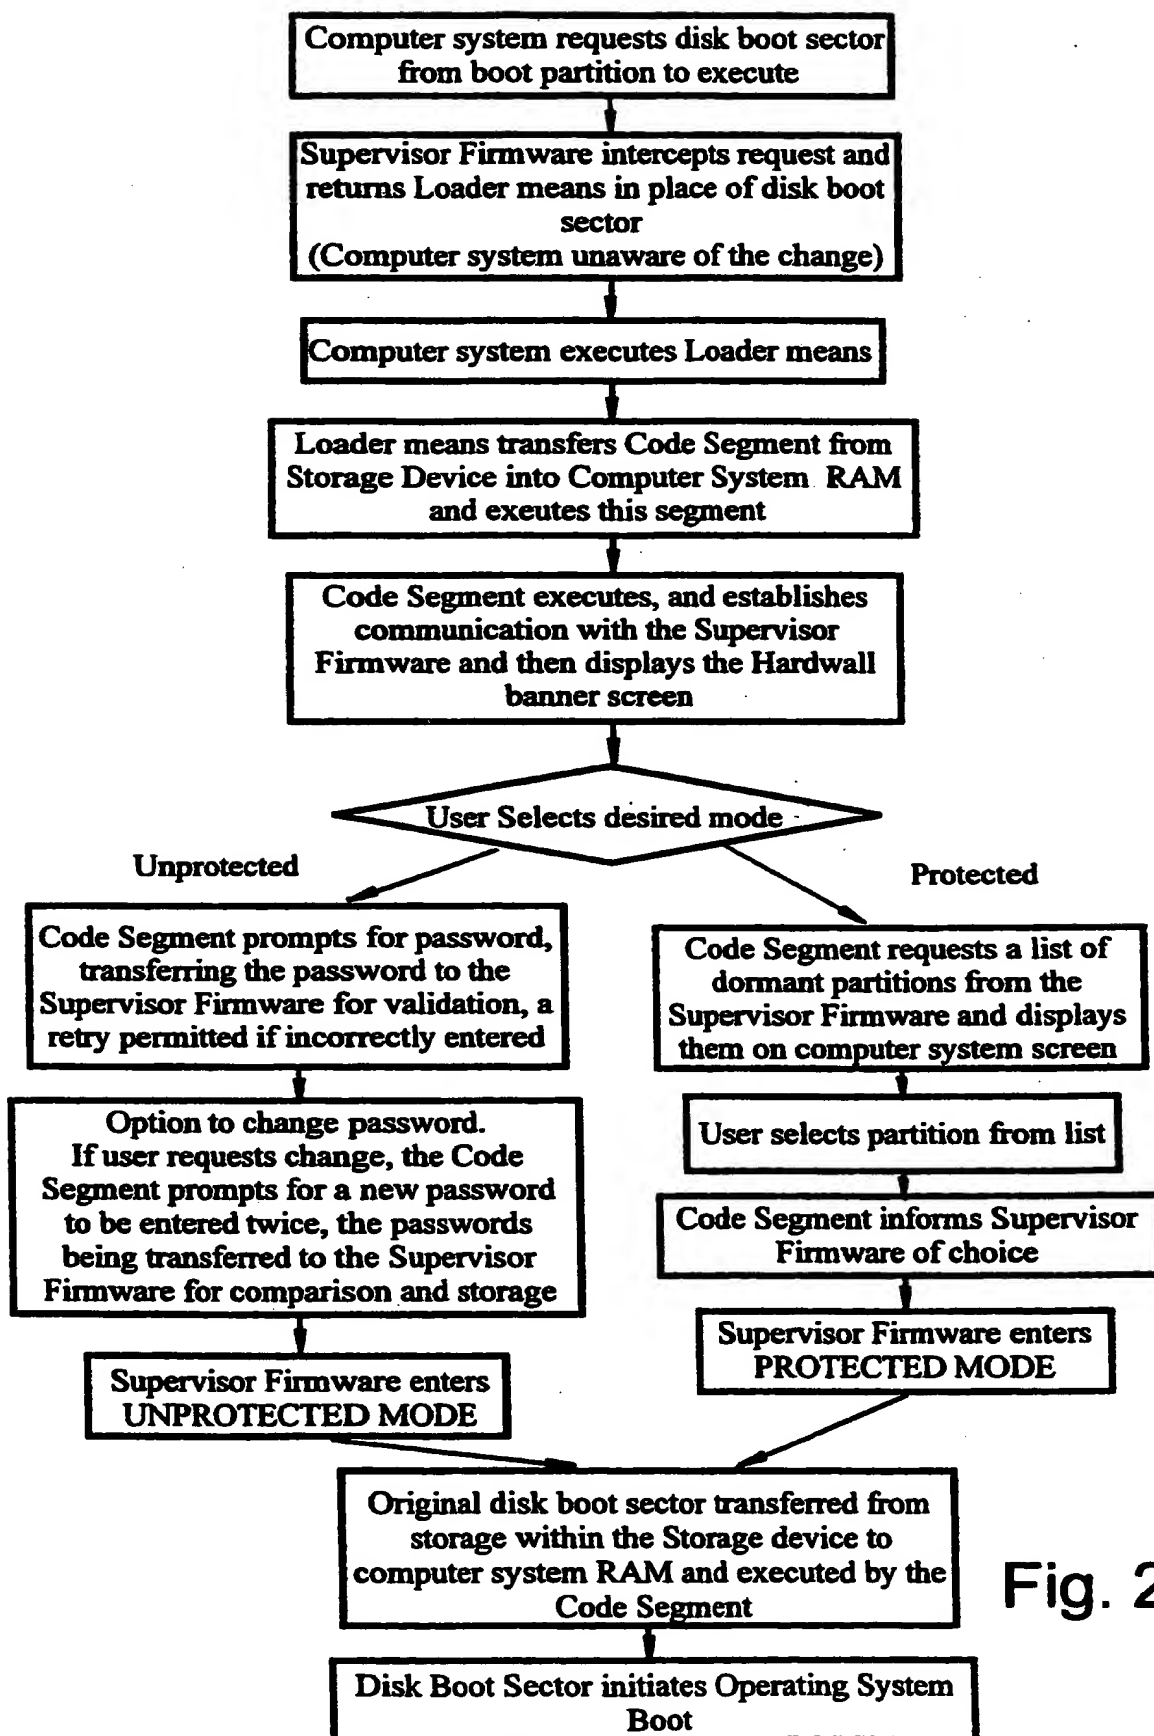 Computer system requests disk boot sector
from boot partition to execute
Supervisor Firmware intercepts request and
returns Loader means in place of disk boot
sector
(Computer system unaware of the change)
Computer system executes Loader means
Loader means transfers Code Segment from
Storage Device into Computer System RAM
and exeutes this segment
Code Segment executes, and establishes
communication with the Supervisor
Firmware and then displays the Hardwall
banner screen
User Selects desired mode
Unprotected
Protected
Code Segment prompts for password,
transferring the password to the
Supervisor Firmware for validation, a
retry permitted if incorrectly entered
Option to change password.
If user requests change, the Code
Segment prompts for a new password
to be entered twice, the passwords
being transferred to the Supervisor
Firmware for comparison and storage
Supervisor Firmware enters
UNPROTECTED MODE
Code Segment requests a list of
dormant partitions from the
Supervisor Firmware and displays
them on computer system screen
User selects partition from list
Code Segment informs Supervisor
Firmware of choice
Supervisor Firmware enters
PROTECTED MODE
Original disk boot sector transferred from
storage within the Storage device to
computer system RAM and executed by the
Code Segment
Fig. 2
Disk Boot Sector initiates Operating System
Boot